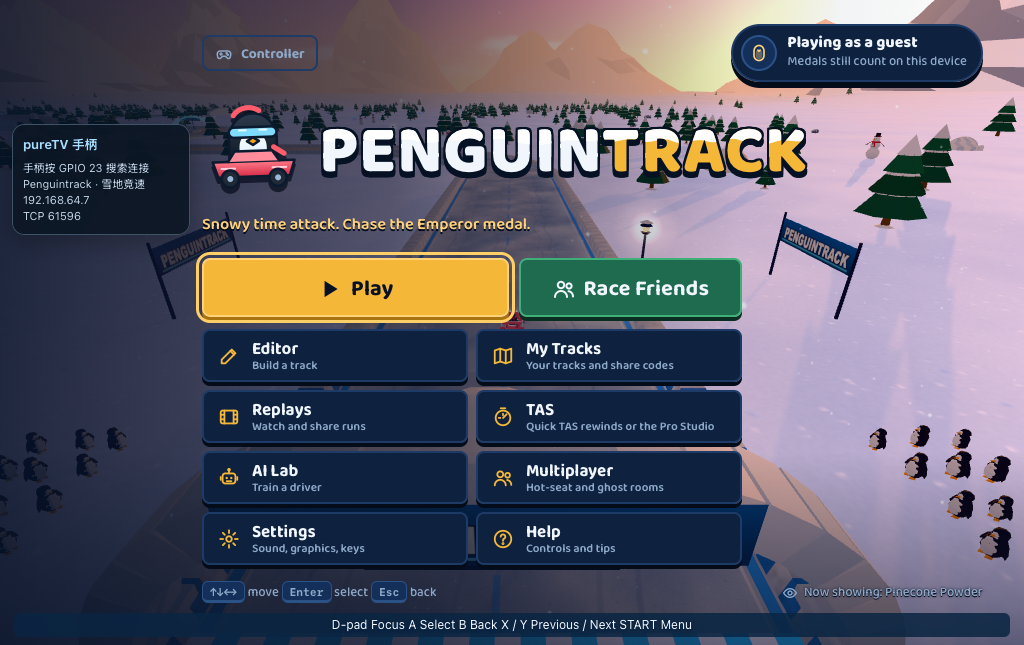 Controller
Playing as a guest
Medals still count on this device
pureTV 手柄
手柄按 GPIO 23 搜索连接
Penguintrack · 雪地竞速
192.168.64.7
TCP 61596
PENGUINTRACK
Snowy time attack. Chase the Emperor medal.
PENGUINTRACK
PENGUINTRACK
Play
Race Friends
Editor
Build a track
My Tracks
Your tracks and share codes
Replays
Watch and share runs
TAS
Quick TAS rewinds or the Pro Studio
AI Lab
Train a driver
Multiplayer
Hot-seat and ghost rooms
Settings
Sound, graphics, keys
Help
Controls and tips
↑↓↔ move Enter select Esc back
Now showing: Pinecone Powder
D-pad Focus A Select B Back X / Y Previous / Next START Menu